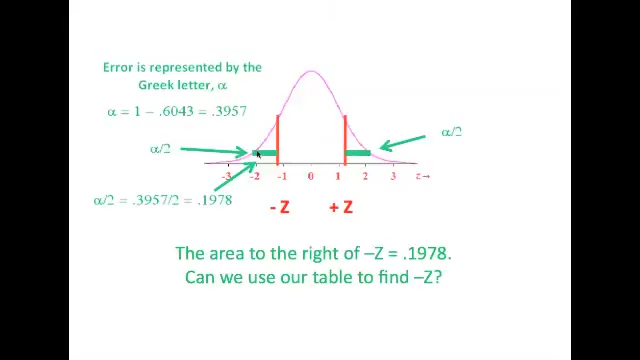 Error is represented by the
Greek letter, α
α = 1 – .6043 = .3957
α/2
α/2
α/2 = .3957/2 = .1978
-3 -2 -1 0 1 2 3 z→
- Z + Z
The area to the right of –Z = .1978.
Can we use our table to find –Z?